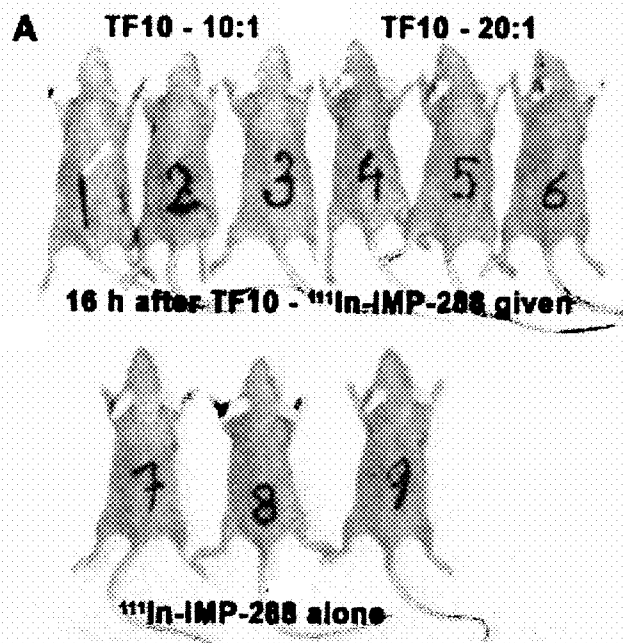 A
TF10 - 10:1 TF10 - 20:1
1 2 3 4 5 6
16 h after TF10 - ¹¹¹In-IMP-288 given
7 8 9
¹¹¹In-IMP-288 alone